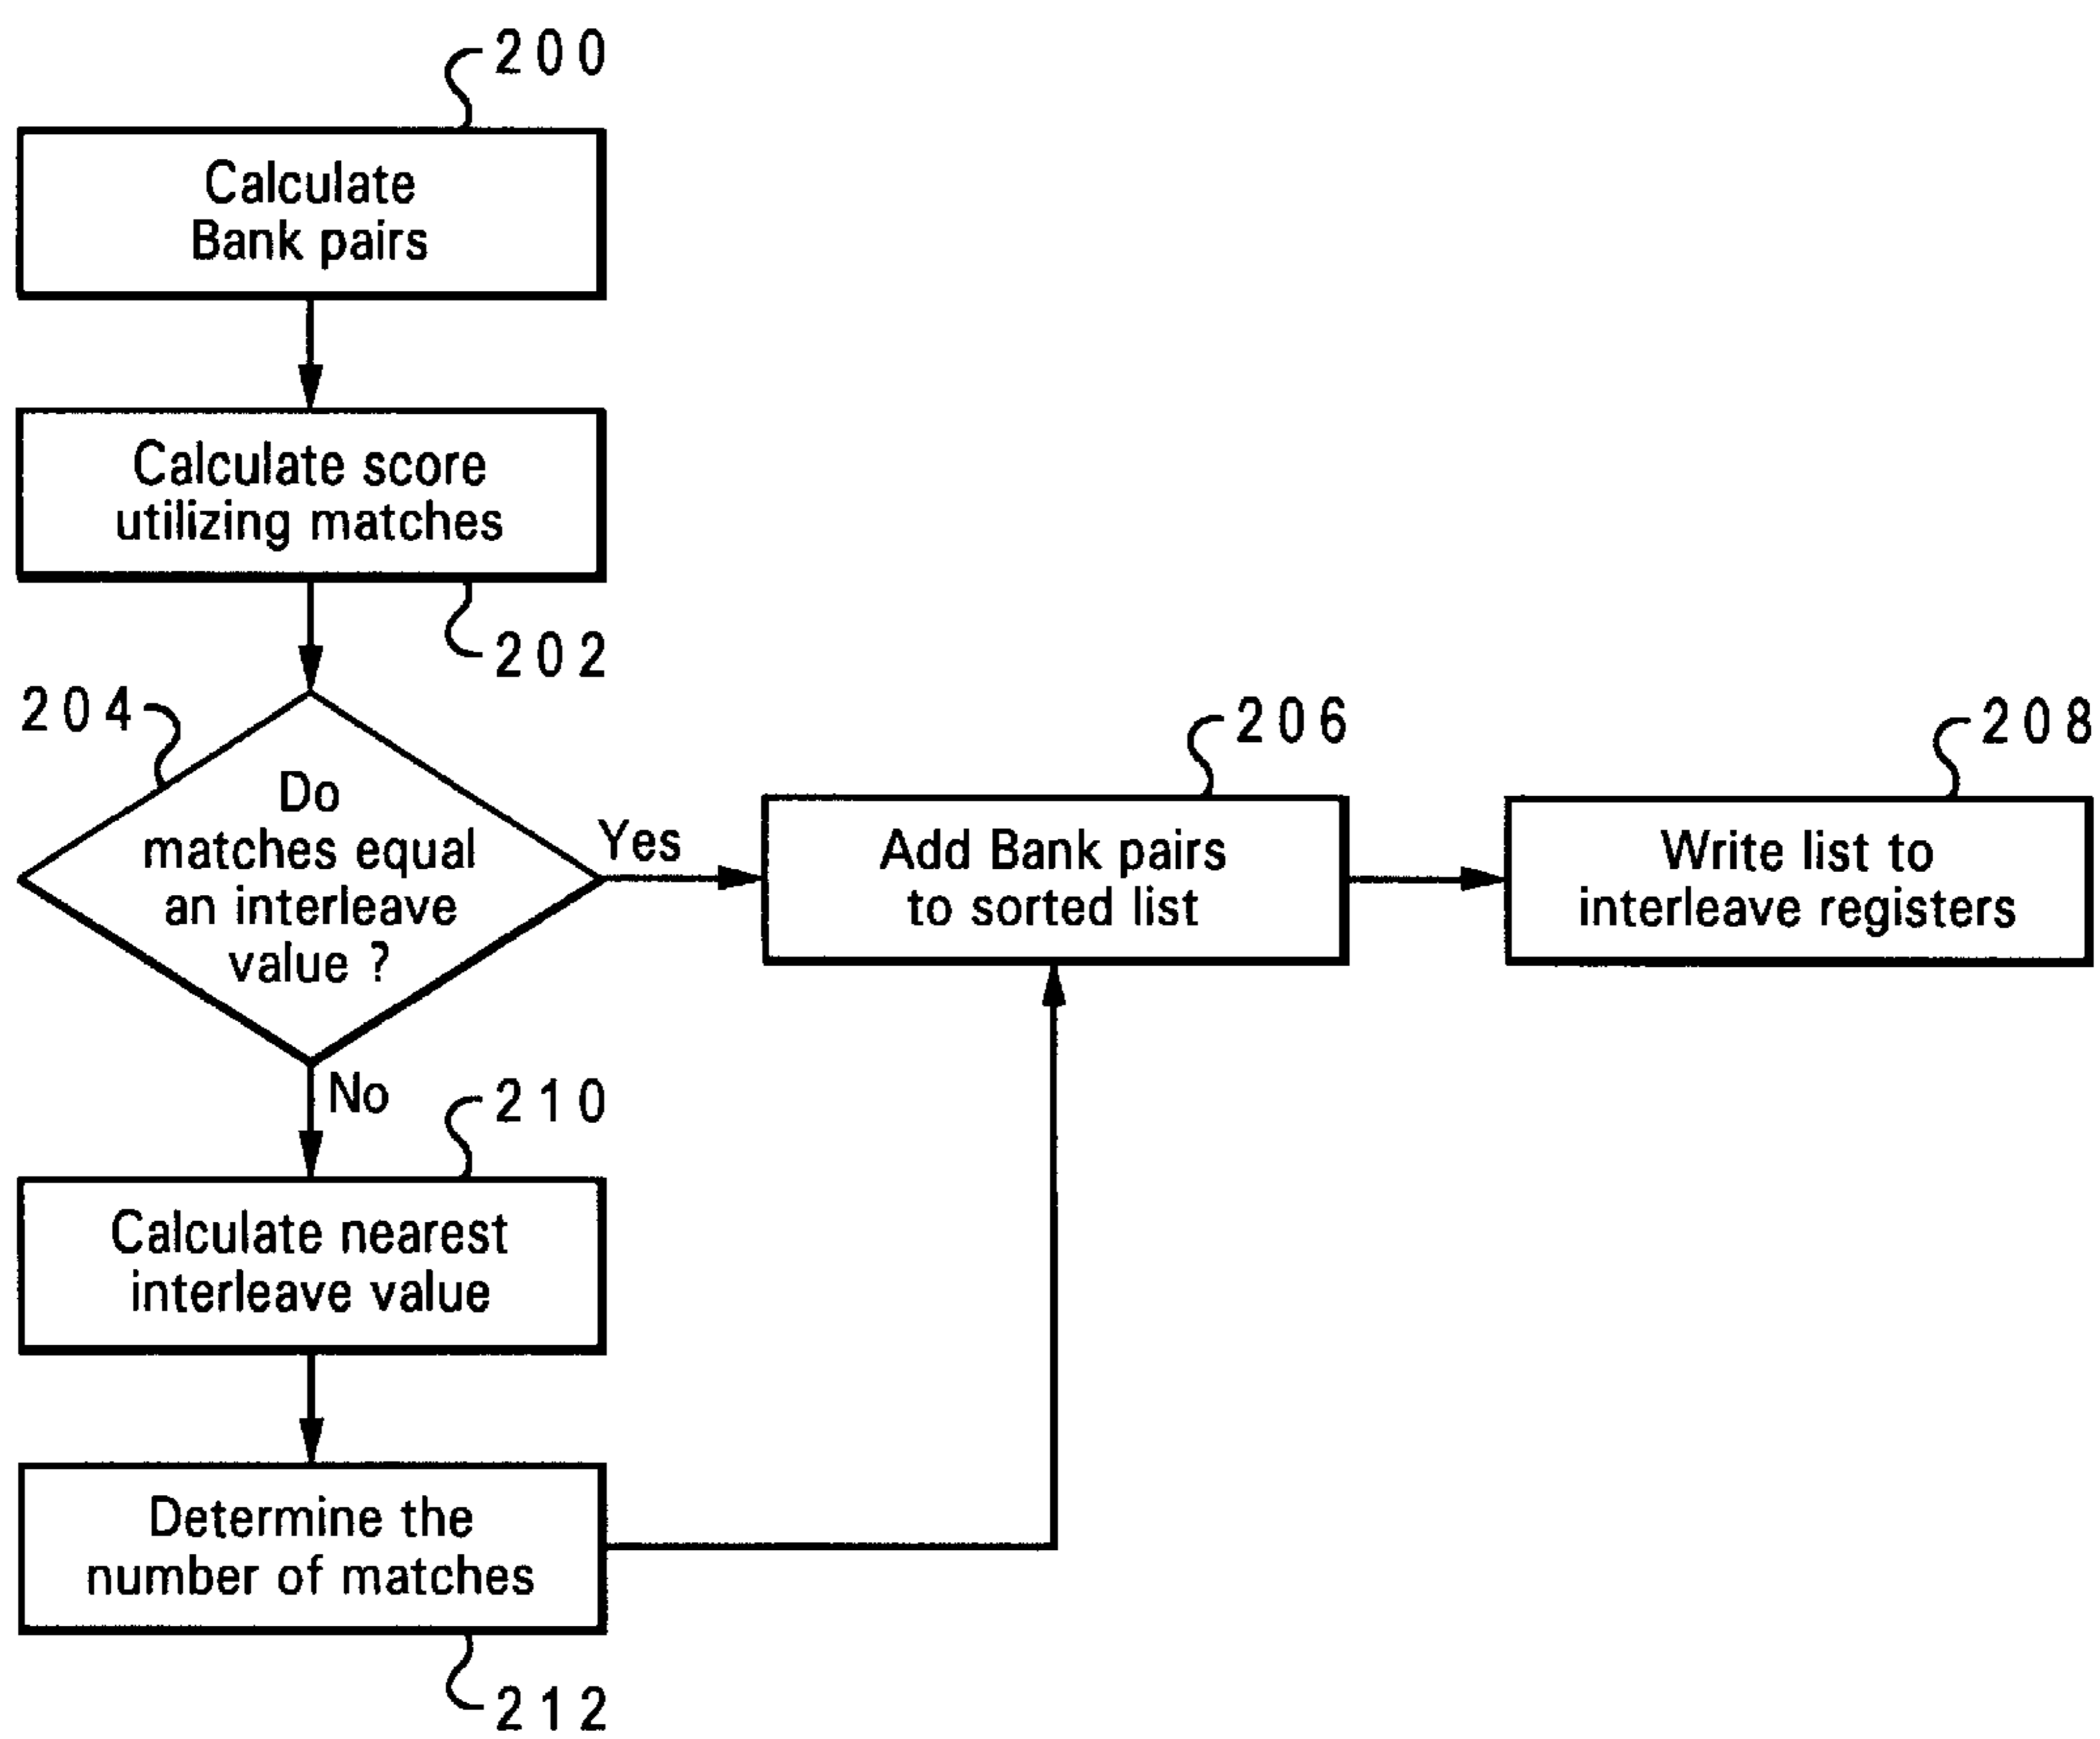 200
Calculate
Bank pairs
Calculate score
utilizing matches
202
204
Do
matches equal
an interleave
value ?
Yes
206
Add Bank pairs
to sorted list
208
Write list to
interleave registers
No
210
Calculate nearest
interleave value
Determine the
number of matches
212